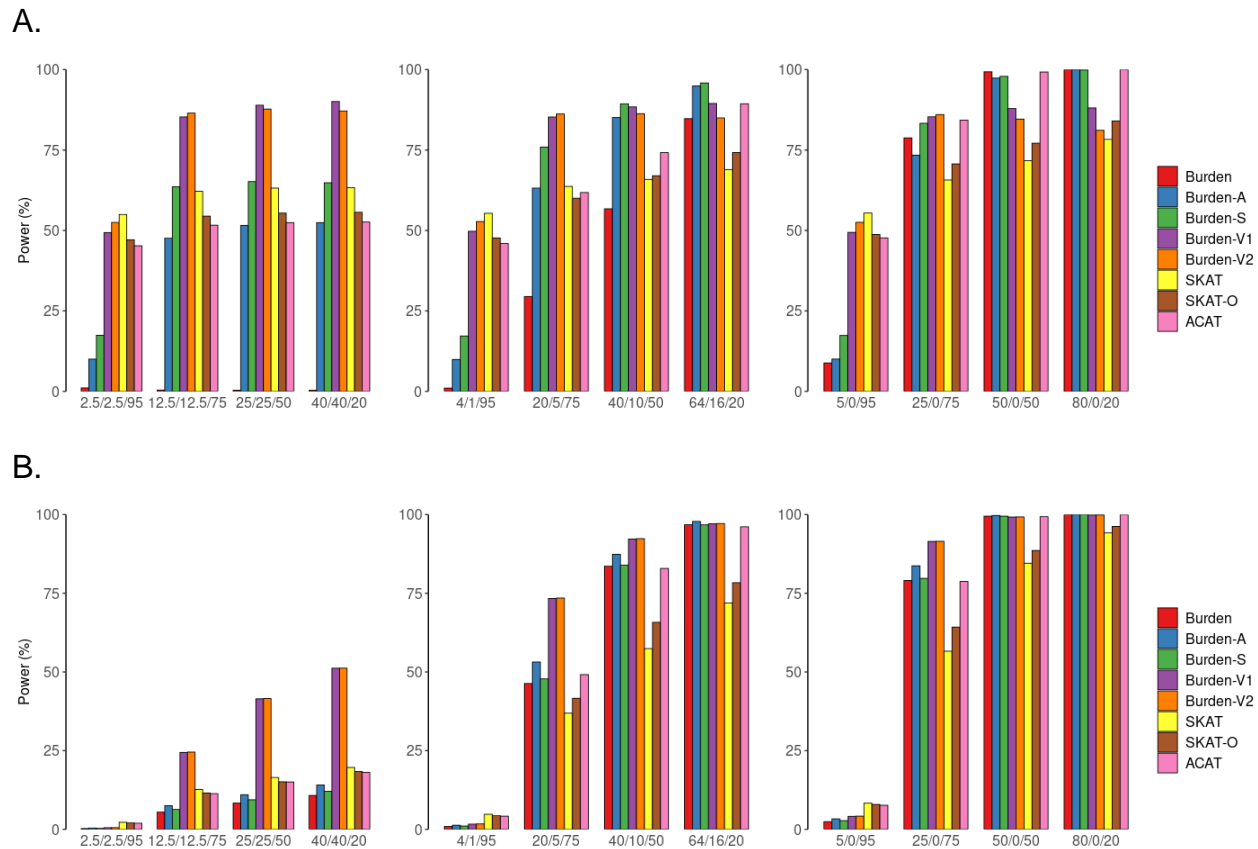 A.
100
75
50
25
0
Power (%)
2.5/2.5/95 12.5/12.5/75 25/25/50 40/40/20
100
75
50
25
0
4/1/95 20/5/75 40/10/50 64/16/20
100
75
50
25
0
5/0/95 25/0/75 50/0/50 80/0/20
Burden
Burden-A
Burden-S
Burden-V1
Burden-V2
SKAT
SKAT-O
ACAT
B.
100
75
50
25
0
Power (%)
2.5/2.5/95 12.5/12.5/75 25/25/50 40/40/20
100
75
50
25
0
4/1/95 20/5/75 40/10/50 64/16/20
100
75
50
25
0
5/0/95 25/0/75 50/0/50 80/0/20
Burden
Burden-A
Burden-S
Burden-V1
Burden-V2
SKAT
SKAT-O
ACAT